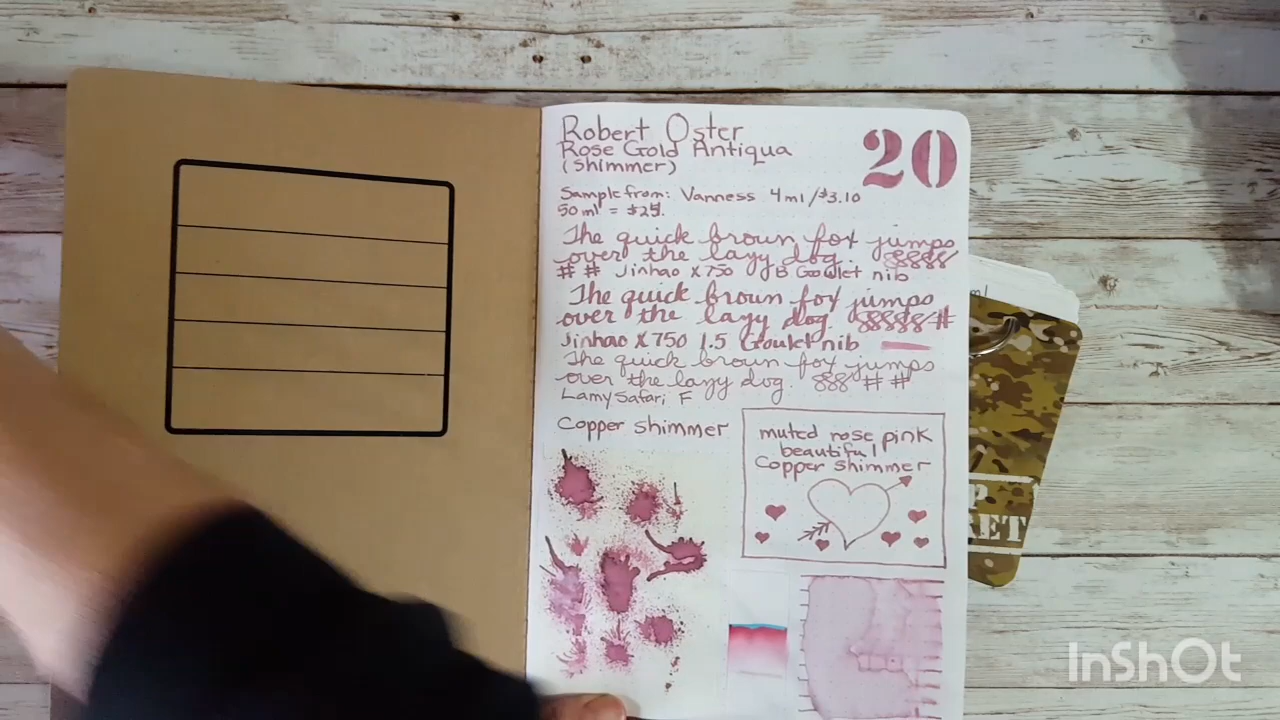 Robert Oster
Rose Gold Antiqua
(Shimmer)
20
Sample from: Vanness 4ml/$3.10
50ml = $25.
The quick brown fox jumps
over the lazy dog. 88888
# # Jinhao X750 B Goulet nib
The quick brown fox jumps
over the lazy dog. 88888 #
Jinhao X750 1.5 Goulet nib
The quick brown fox jumps
over the lazy dog. 888 # #
Lamy Safari F
Copper shimmer
muted rose pink
beautiful
Copper shimmer
InShOt